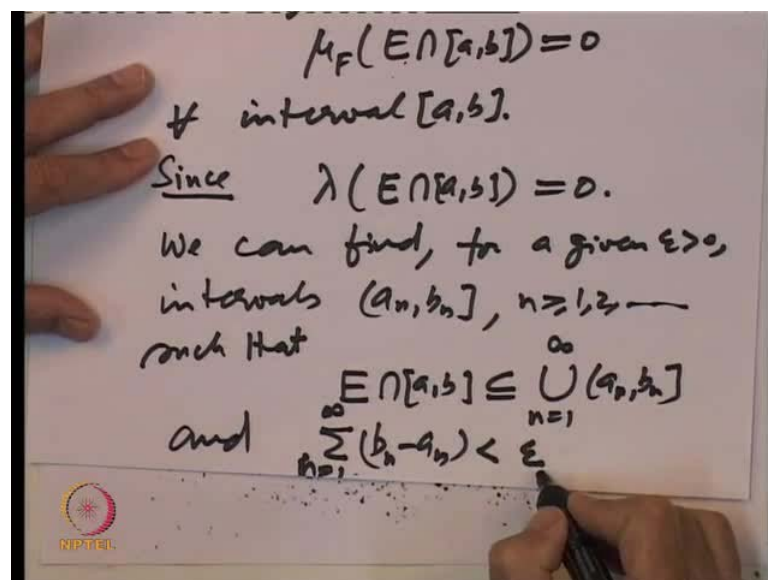 μ_F(E∩[a,b])=0
∀ interval [a,b].
Since λ(E∩[a,b])=0.
We can find, for a given ε>0,
intervals (a_n,b_n], n≥1,2,—
such that
E∩[a,b] ⊆ ⋃_{n=1}^{∞} (a_n,b_n]
and ∑_{n=1}^{∞} (b_n-a_n) < ε
NPTEL